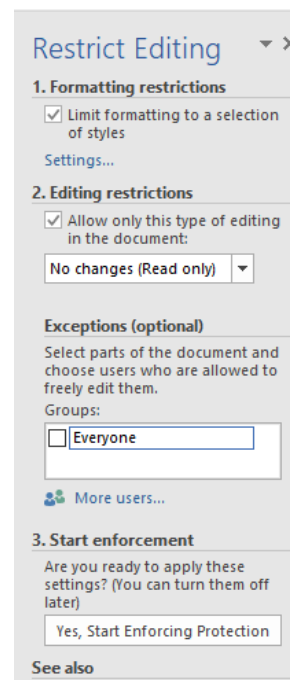 Restrict Editing
1. Formatting restrictions
Limit formatting to a selection
of styles
Settings...
2. Editing restrictions
Allow only this type of editing
in the document:
No changes (Read only)
Exceptions (optional)
Select parts of the document and
choose users who are allowed to
freely edit them.
Groups:
Everyone
More users...
3. Start enforcement
Are you ready to apply these
settings? (You can turn them off
later)
Yes, Start Enforcing Protection
See also